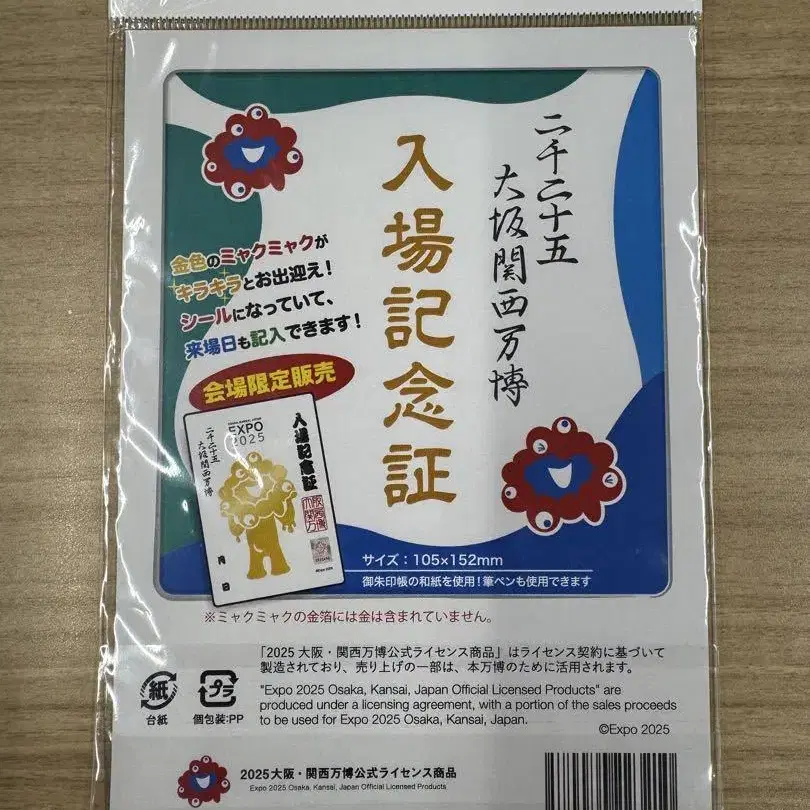 二千二十五
大阪関西万博
入場記念証
金色のミャクミャクが
キラキラとお出迎え!
シールになっていて、
来場日も記入できます!
会場限定販売
EXPO
2025
入場記念証
二千二十五
大阪関西万博
月 日
サイズ:105×152mm
御朱印帳の和紙を使用!筆ペンも使用できます
※ミャクミャクの金箔には金は含まれていません。
「2025 大阪・関西万博公式ライセンス商品」はライセンス契約に基づいて
製造されており、売り上げの一部は、本万博のために活用されます。
紙
台紙
プラ
個包装:PP
"Expo 2025 Osaka, Kansai, Japan Official Licensed Products" are
produced under a licensing agreement, with a portion of the sales proceeds
to be used for Expo 2025 Osaka, Kansai, Japan.
©Expo 2025
2025大阪・関西万博公式ライセンス商品
Expo 2025 Osaka, Kansai, Japan Official Licensed Products